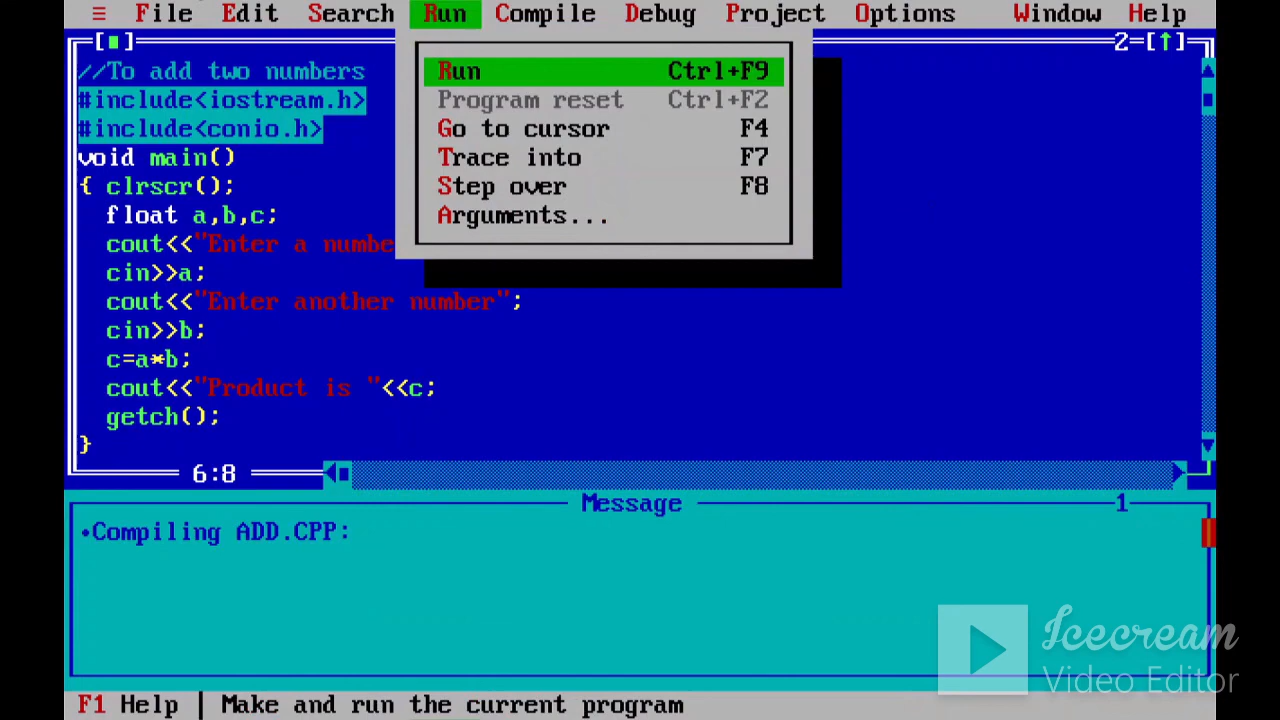 ≡ File Edit Search Run Compile Debug Project Options Window Help
[■] 2=[↑]
//To add two numbers
#include<iostream.h>
#include<conio.h>
void main()
{ clrscr();
float a,b,c;
cout<<"Enter a numbe
cin>>a;
cout<<"Enter another number";
cin>>b;
c=a*b;
cout<<"Product is "<<c;
getch();
}
Run Ctrl+F9
Program reset Ctrl+F2
Go to cursor F4
Trace into F7
Step over F8
Arguments...
6:8
Message 1
•Compiling ADD.CPP:
Icecream
Video Editor
F1 Help | Make and run the current program